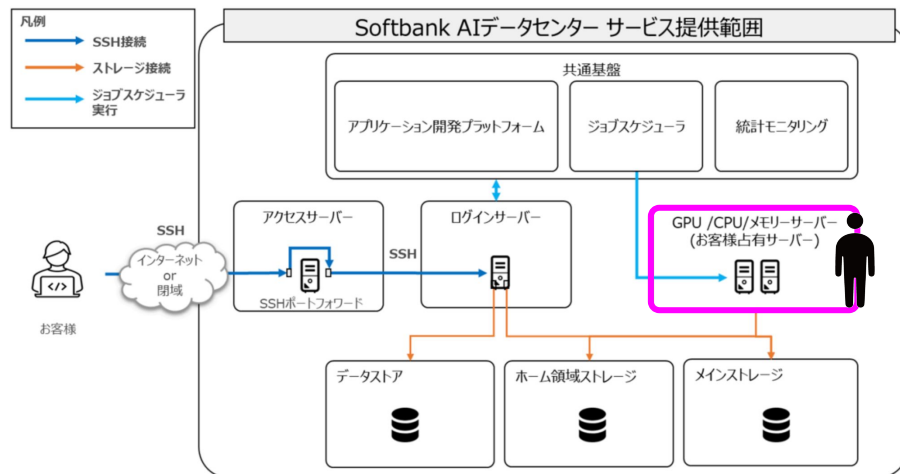 凡例
SSH接続
ストレージ接続
ジョブスケジューラ
実行
Softbank AIデータセンター サービス提供範囲
共通基盤
アプリケーション開発プラットフォーム
ジョブスケジューラ
統計モニタリング
アクセスサーバー
ログインサーバー
GPU /CPU/メモリーサーバー
(お客様占有サーバー)
SSH
インターネット
or
閉域
SSH
SSHポートフォワード
お客様
データストア
ホーム領域ストレージ
メインストレージ